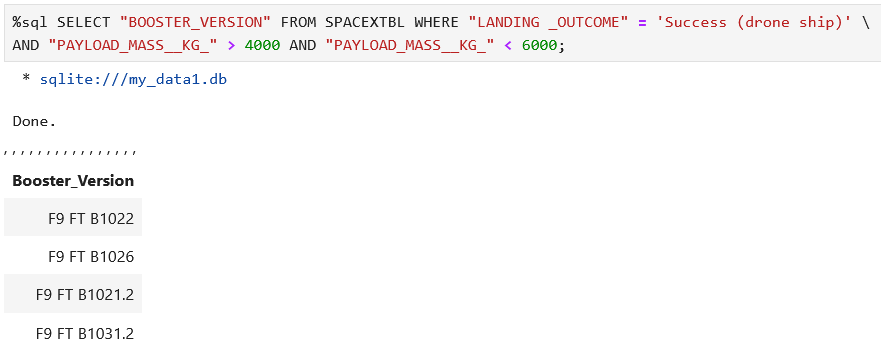 %sql SELECT "BOOSTER_VERSION" FROM SPACEXTBL WHERE "LANDING _OUTCOME" = 'Success (drone ship)' \
AND "PAYLOAD_MASS__KG_" > 4000 AND "PAYLOAD_MASS__KG_" < 6000;
* sqlite:///my_data1.db
Done.
,,,,,,,,,,,,,,,,
Booster_Version
F9 FT B1022
F9 FT B1026
F9 FT B1021.2
F9 FT B1031.2